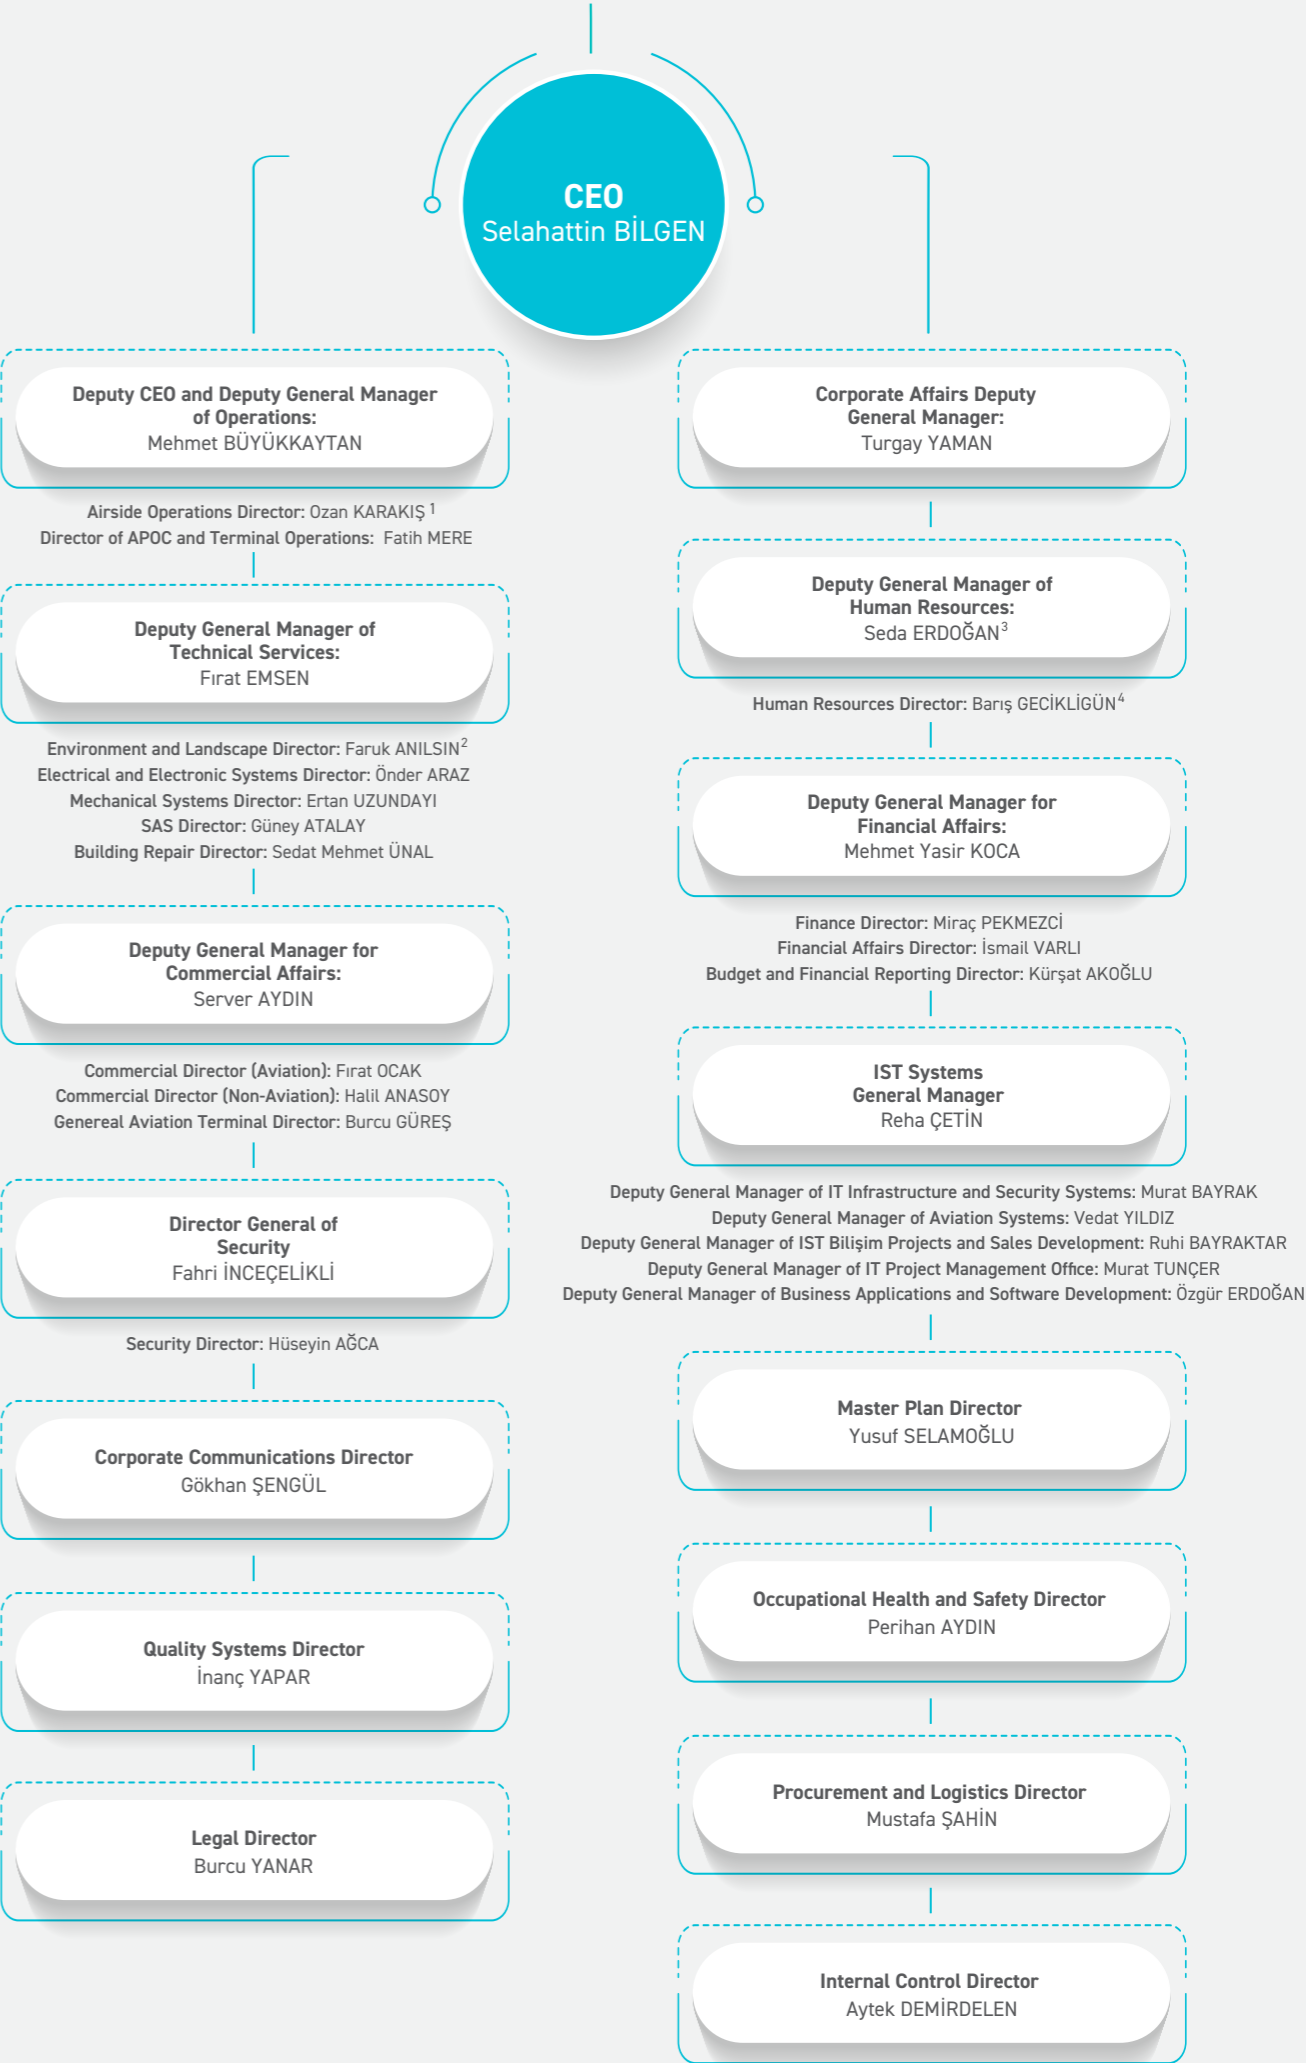 CEO
Selahattin BİLGEN
Deputy CEO and Deputy General Manager
of Operations:
Mehmet BÜYÜKKAYTAN
Airside Operations Director: Ozan KARAKIŞ ¹
Director of APOC and Terminal Operations: Fatih MERE
Deputy General Manager of
Technical Services:
Fırat EMSEN
Environment and Landscape Director: Faruk ANILSIN²
Electrical and Electronic Systems Director: Önder ARAZ
Mechanical Systems Director: Ertan UZUNDAYI
SAS Director: Güney ATALAY
Building Repair Director: Sedat Mehmet ÜNAL
Deputy General Manager for
Commercial Affairs:
Server AYDIN
Commercial Director (Aviation): Fırat OCAK
Commercial Director (Non-Aviation): Halil ANASOY
Genereal Aviation Terminal Director: Burcu GÜREŞ
Director General of
Security
Fahri İNCEÇELİKLİ
Security Director: Hüseyin AĞCA
Corporate Communications Director
Gökhan ŞENGÜL
Quality Systems Director
İnanç YAPAR
Legal Director
Burcu YANAR
Corporate Affairs Deputy
General Manager:
Turgay YAMAN
Deputy General Manager of
Human Resources:
Seda ERDOĞAN³
Human Resources Director: Barış GECİKLİGÜN⁴
Deputy General Manager for
Financial Affairs:
Mehmet Yasir KOCA
Finance Director: Miraç PEKMEZCİ
Financial Affairs Director: İsmail VARLI
Budget and Financial Reporting Director: Kürşat AKOĞLU
IST Systems
General Manager
Reha ÇETİN
Deputy General Manager of IT Infrastructure and Security Systems: Murat BAYRAK
Deputy General Manager of Aviation Systems: Vedat YILDIZ
Deputy General Manager of IST Bilişim Projects and Sales Development: Ruhi BAYRAKTAR
Deputy General Manager of IT Project Management Office: Murat TUNÇER
Deputy General Manager of Business Applications and Software Development: Özgür ERDOĞAN
Master Plan Director
Yusuf SELAMOĞLU
Occupational Health and Safety Director
Perihan AYDIN
Procurement and Logistics Director
Mustafa ŞAHİN
Internal Control Director
Aytek DEMİRDELEN